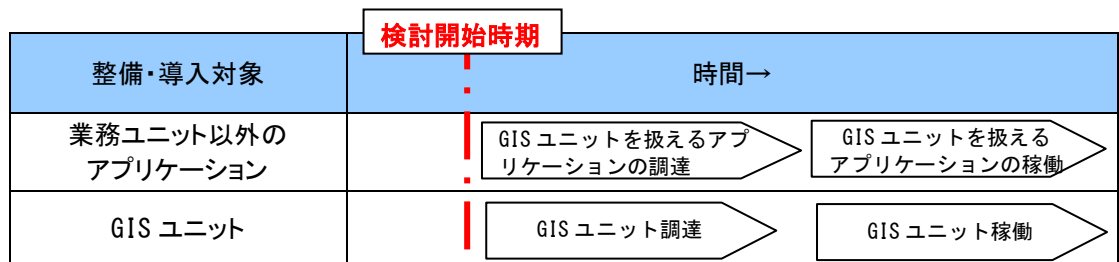 検討開始時期
整備・導入対象
時間→
業務ユニット以外の
アプリケーション
GIS ユニットを扱えるアプ
リケーションの調達
GIS ユニットを扱える
アプリケーションの稼働
GIS ユニット
GIS ユニット調達
GIS ユニット稼働